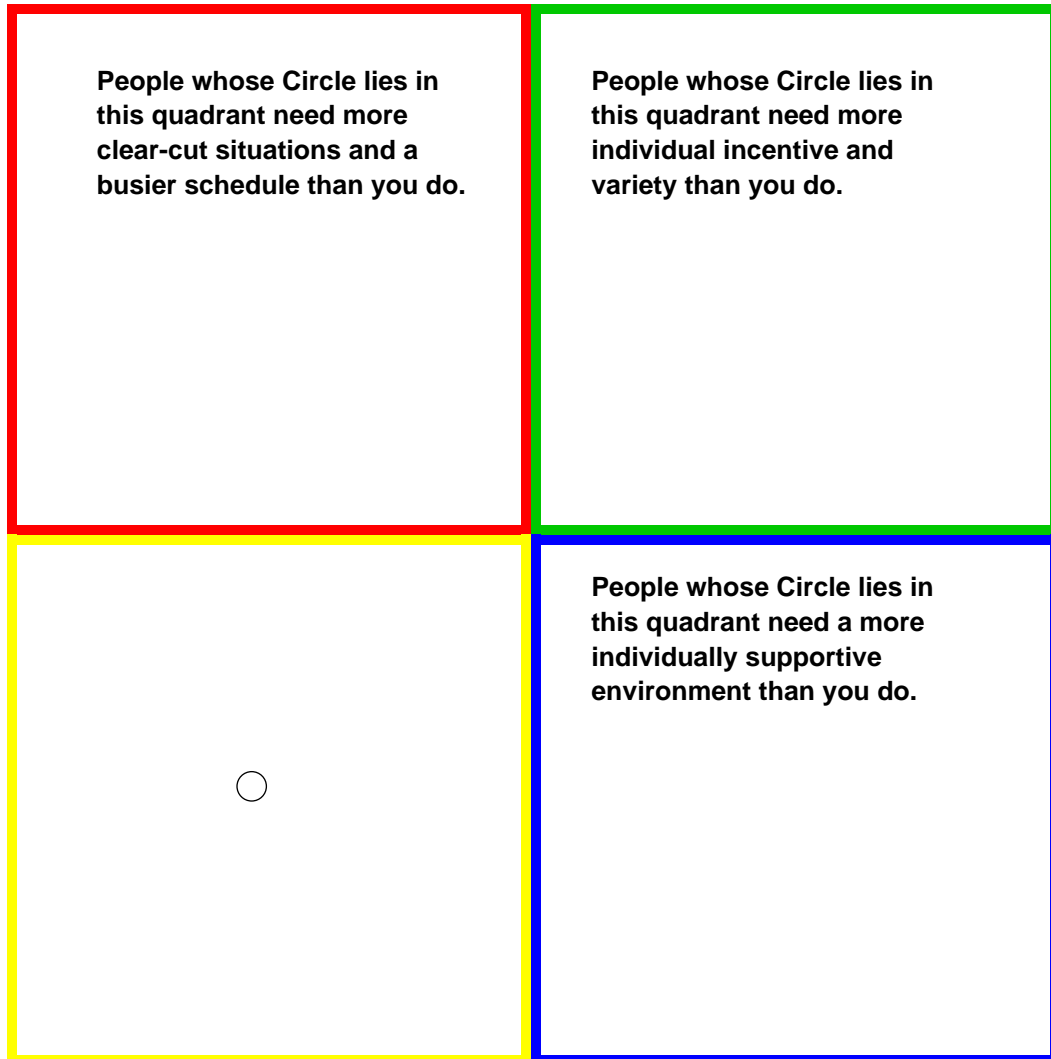 People whose Circle lies in
this quadrant need more
clear-cut situations and a
busier schedule than you do.
People whose Circle lies in
this quadrant need more
individual incentive and
variety than you do.
People whose Circle lies in
this quadrant need a more
individually supportive
environment than you do.